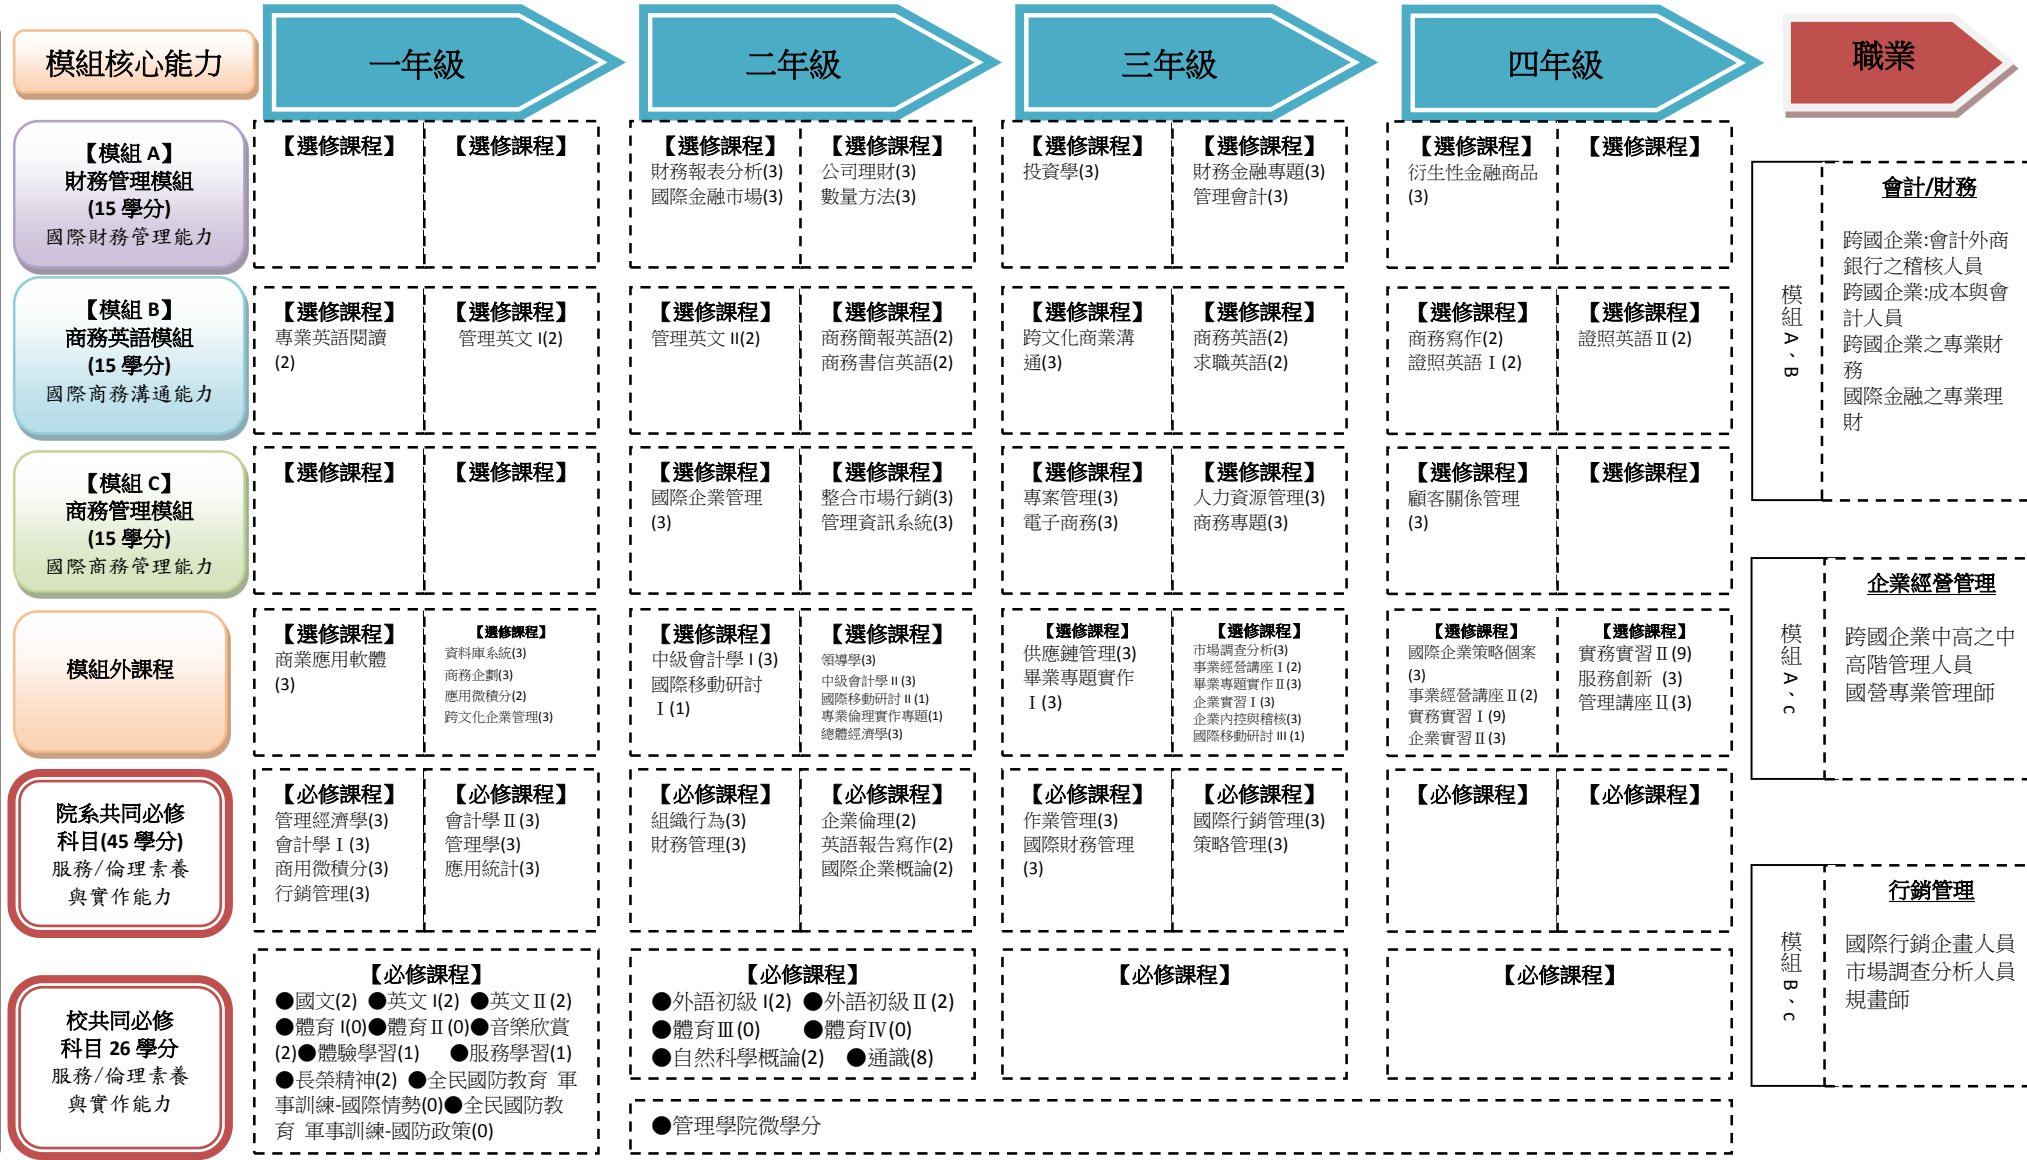 模組核心能力
一年級
二年級
三年級
四年級
職業
【模組 A】
財務管理模組
(15 學分)
國際財務管理能力
【選修課程】
【選修課程】
【選修課程】
財務報表分析(3)
國際金融市場(3)
【選修課程】
公司理財(3)
數量方法(3)
【選修課程】
投資學(3)
【選修課程】
財務金融專題(3)
管理會計(3)
【選修課程】
衍生性金融商品
(3)
【選修課程】
【模組 B】
商務英語模組
(15 學分)
國際商務溝通能力
【選修課程】
專業英語閱讀
(2)
【選修課程】
管理英文 I(2)
【選修課程】
管理英文 II(2)
【選修課程】
商務簡報英語(2)
商務書信英語(2)
【選修課程】
跨文化商業溝
通(3)
【選修課程】
商務英語(2)
求職英語(2)
【選修課程】
商務寫作(2)
證照英語 I (2)
【選修課程】
證照英語 II (2)
【模組 C】
商務管理模組
(15 學分)
國際商務管理能力
【選修課程】
【選修課程】
【選修課程】
國際企業管理
(3)
【選修課程】
整合市場行銷(3)
管理資訊系統(3)
【選修課程】
專案管理(3)
電子商務(3)
【選修課程】
人力資源管理(3)
商務專題(3)
【選修課程】
顧客關係管理
(3)
【選修課程】
模組外課程
【選修課程】
商業應用軟體
(3)
【選修課程】
資料庫系統(3)
商務企劃(3)
應用微積分(2)
跨文化企業管理(3)
【選修課程】
中級會計學 I (3)
國際移動研討
I (1)
【選修課程】
領導學(3)
中級會計學 II (3)
國際移動研討 II (1)
專業倫理實作專題(1)
總體經濟學(3)
【選修課程】
供應鏈管理(3)
畢業專題實作
I (3)
【選修課程】
市場調查分析(3)
事業經營講座 I (2)
畢業專題實作 II (3)
企業實習 I (3)
企業內控與稽核(3)
國際移動研討 III (1)
【選修課程】
國際企業策略個案
(3)
事業經營講座 II (2)
實務實習 I (9)
企業實習 II (3)
【選修課程】
實務實習 II (9)
服務創新 (3)
管理講座 II (3)
院系共同必修
科目(45 學分)
服務/倫理素養
與實作能力
【必修課程】
管理經濟學(3)
會計學 I (3)
商用微積分(3)
行銷管理(3)
【必修課程】
會計學 II (3)
管理學(3)
應用統計(3)
【必修課程】
組織行為(3)
財務管理(3)
【必修課程】
企業倫理(2)
英語報告寫作(2)
國際企業概論(2)
【必修課程】
作業管理(3)
國際財務管理
(3)
【必修課程】
國際行銷管理(3)
策略管理(3)
【必修課程】
【必修課程】
校共同必修
科目 26 學分
服務/倫理素養
與實作能力
【必修課程】
●國文(2) ●英文 I(2) ●英文 II (2)
●體育 I(0)●體育 II (0)●音樂欣賞
(2)●體驗學習(1) ●服務學習(1)
●長榮精神(2) ●全民國防教育 軍
事訓練-國際情勢(0)●全民國防教
育 軍事訓練-國防政策(0)
【必修課程】
●外語初級 I(2) ●外語初級 II (2)
●體育III(0) ●體育IV(0)
●自然科學概論(2) ●通識(8)
【必修課程】
【必修課程】
●管理學院微學分
模組 A、B
會計/財務
跨國企業:會計外商
銀行之稽核人員
跨國企業:成本與會
計人員
跨國企業之專業財
務
國際金融之專業理
財
模組 A、c
企業經營管理
跨國企業中高之中
高階管理人員
國營專業管理師
模組 B、c
行銷管理
國際行銷企畫人員
市場調查分析人員
規畫師